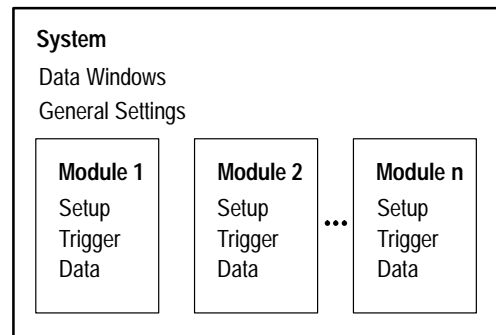 System
Data Windows
General Settings
Module 1
Setup
Trigger
Data
Module 2
Setup
Trigger
Data
...
Module n
Setup
Trigger
Data